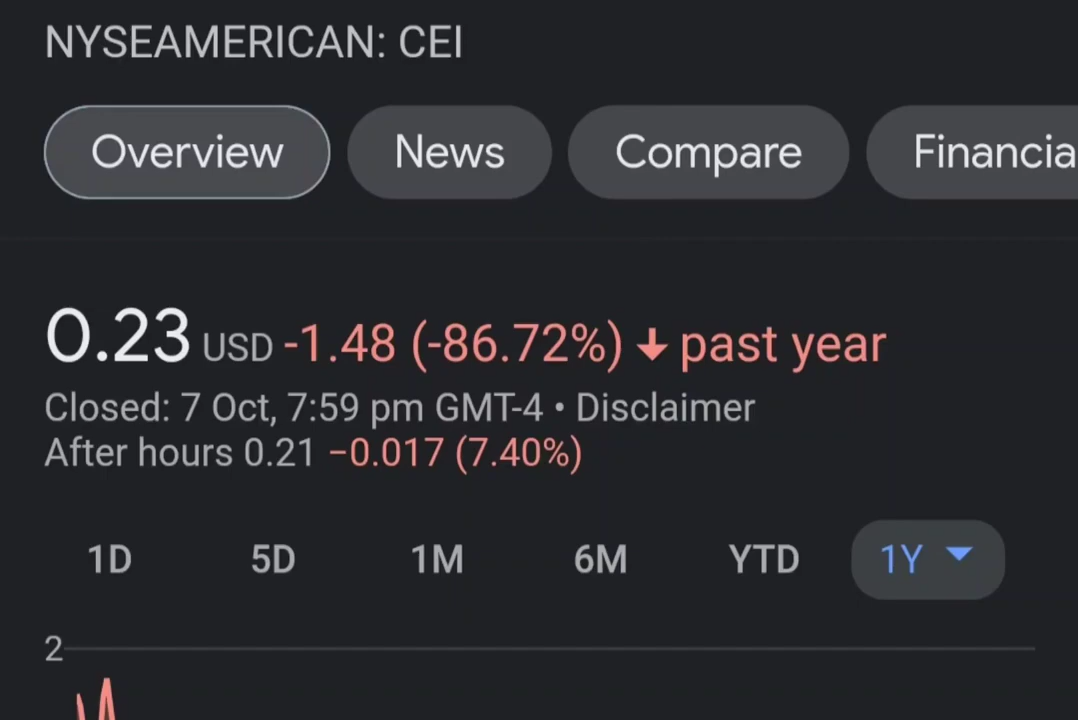 NYSEAMERICAN: CEI
Overview News Compare Financia
0.23 USD -1.48 (-86.72%) ↓ past year
Closed: 7 Oct, 7:59 pm GMT-4 • Disclaimer
After hours 0.21 −0.017 (7.40%)
1D 5D 1M 6M YTD 1Y
2